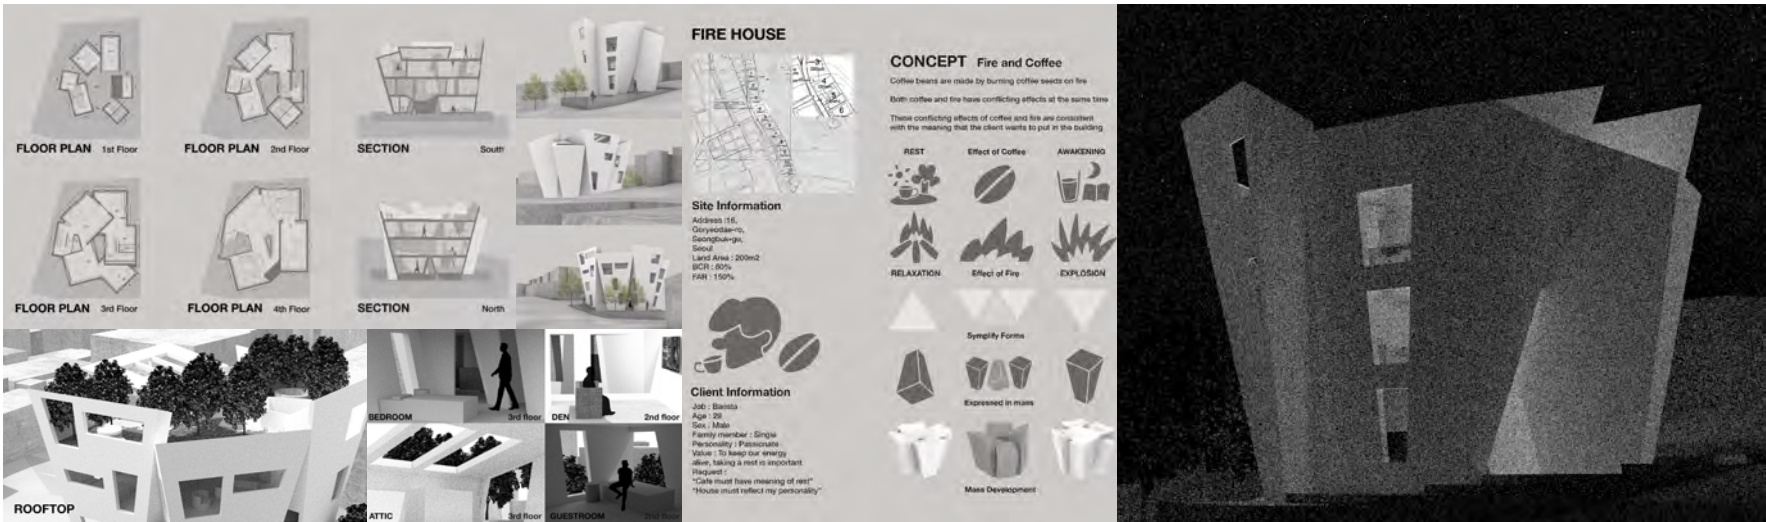 FLOOR PLAN 1st Floor
FLOOR PLAN 2nd Floor
SECTION South
FLOOR PLAN 3rd Floor
FLOOR PLAN 4th Floor
SECTION North
ROOFTOP
BEDROOM 3rd floor
DEN 2nd floor
ATTIC 3rd floor
GUESTROOM 2nd floor
FIRE HOUSE
Site Information
Address :16,
Goryeodae-ro,
Seongbuk-gu,
Seoul
Land Area : 200m2
BCR : 60%
FAR : 150%
Client Information
Job : Barista
Age : 29
Sex : Male
Family member : Single
Personality : Passionate
Value : To keep our energy
alive, taking a rest is important
Request :
"Cafe must have meaning of rest"
"House must reflect my personality"
CONCEPT Fire and Coffee
Coffee beans are made by burning coffee seeds on fire
Both coffee and fire have conflicting effects at the same time
These conflicting effects of coffee and fire are consistent
with the meaning that the client wants to put in the building
REST Effect of Coffee AWAKENING
RELAXATION Effect of Fire EXPLOSION
Symplify Forms
Expressed in mass
Mass Development